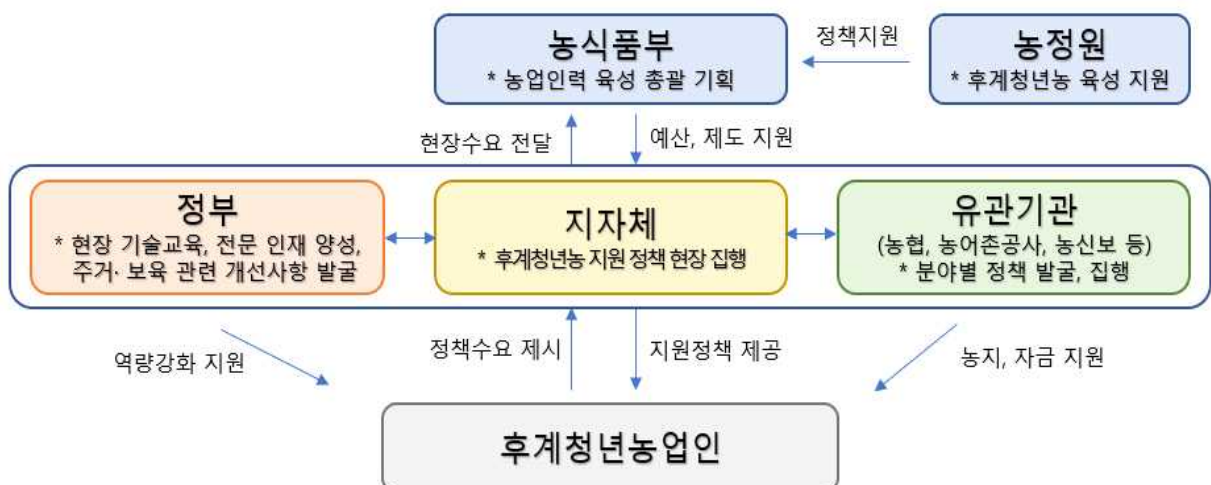 농식품부
* 농업인력 육성 총괄 기획
정책지원
농정원
* 후계청년농 육성 지원
현장수요 전달
예산, 제도 지원
정부
* 현장 기술교육, 전문 인재 양성,
주거· 보육 관련 개선사항 발굴
지자체
* 후계청년농 지원 정책 현장 집행
유관기관
(농협, 농어촌공사, 농신보 등)
* 분야별 정책 발굴, 집행
역량강화 지원
정책수요 제시
지원정책 제공
농지, 자금 지원
후계청년농업인